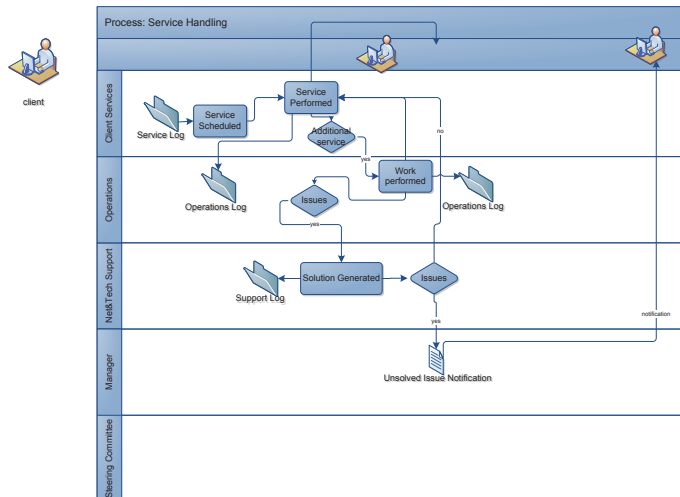 Process: Service Handling
client
Client Services
Service Log
Service
Scheduled
Service
Performed
Additional
service
no
yes
Operations
Operations Log
Issues
Work
performed
Operations Log
yes
Net&Tech Support
Support Log
Solution Generated
Issues
yes
notification
Manager
Unsolved Issue Notification
Steering Committee